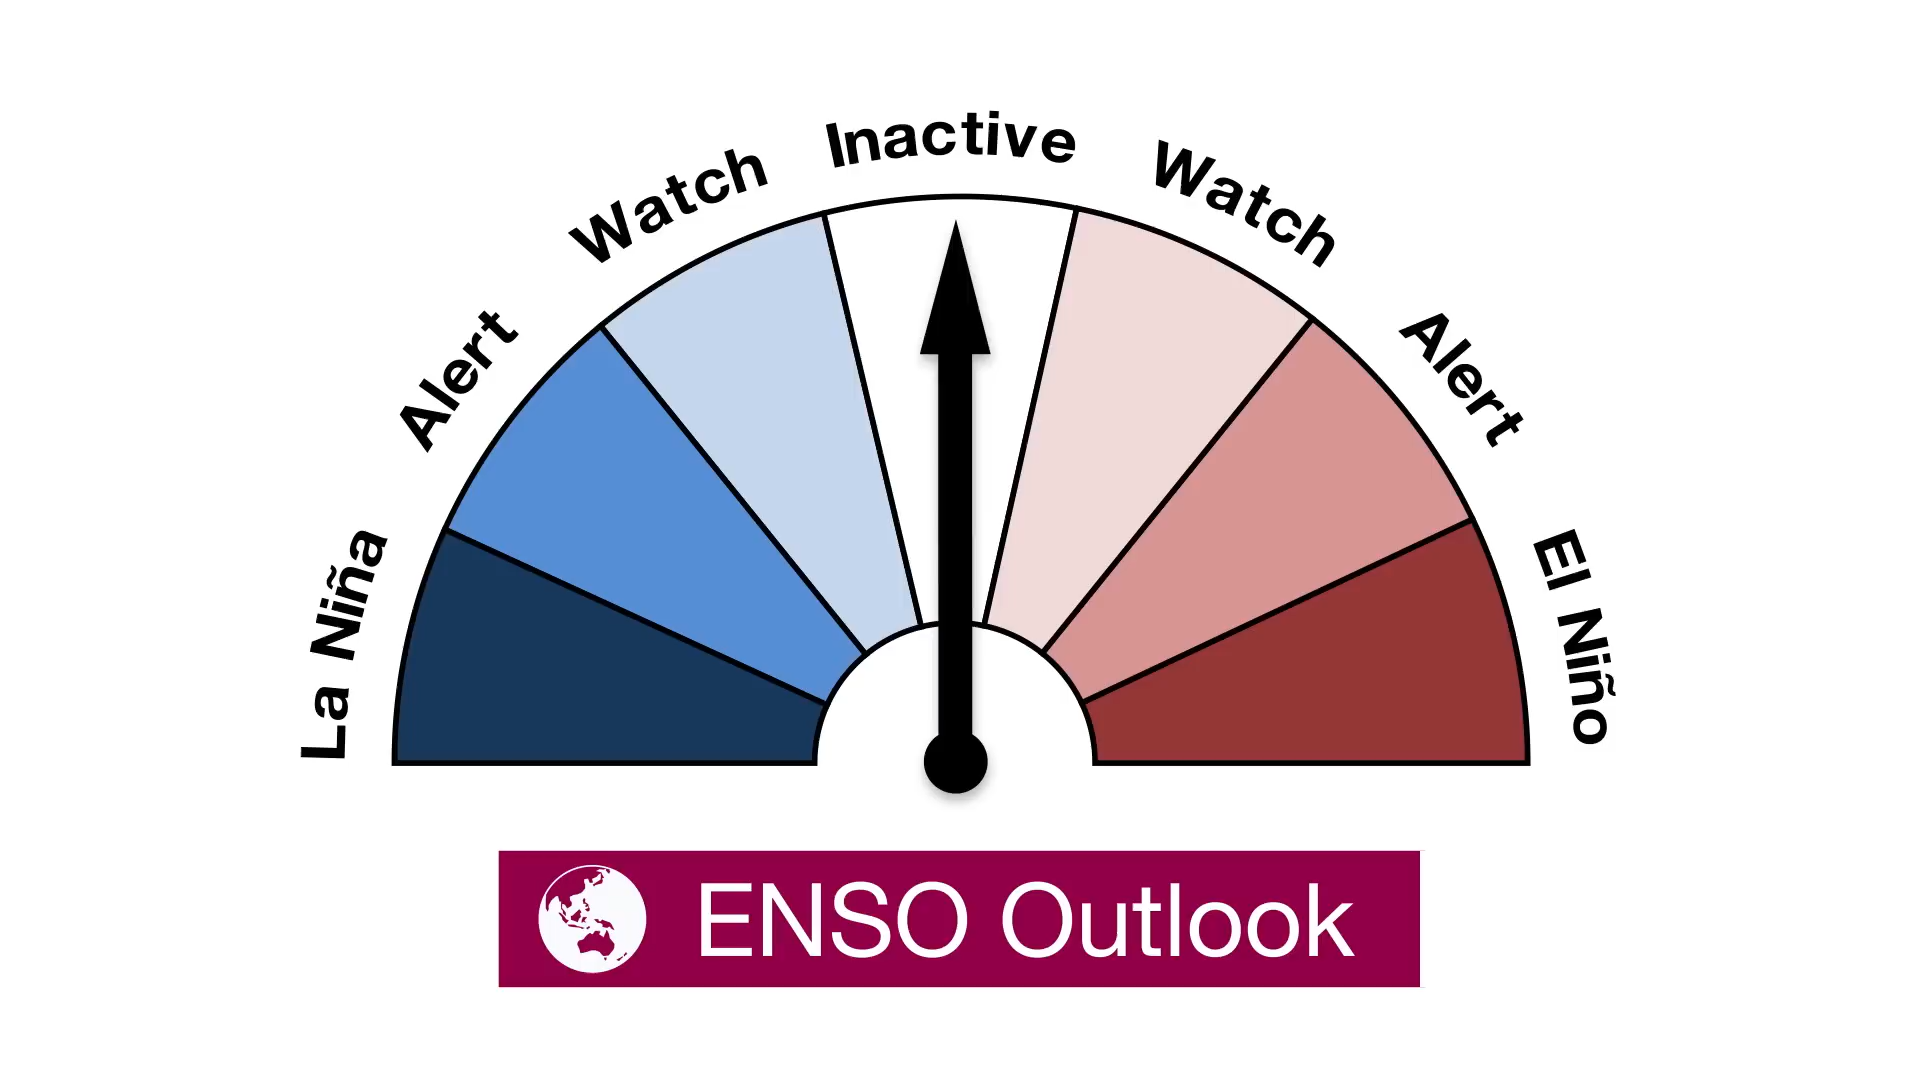 La Niña
Alert
Watch
Inactive
Watch
Alert
El Niño
ENSO Outlook